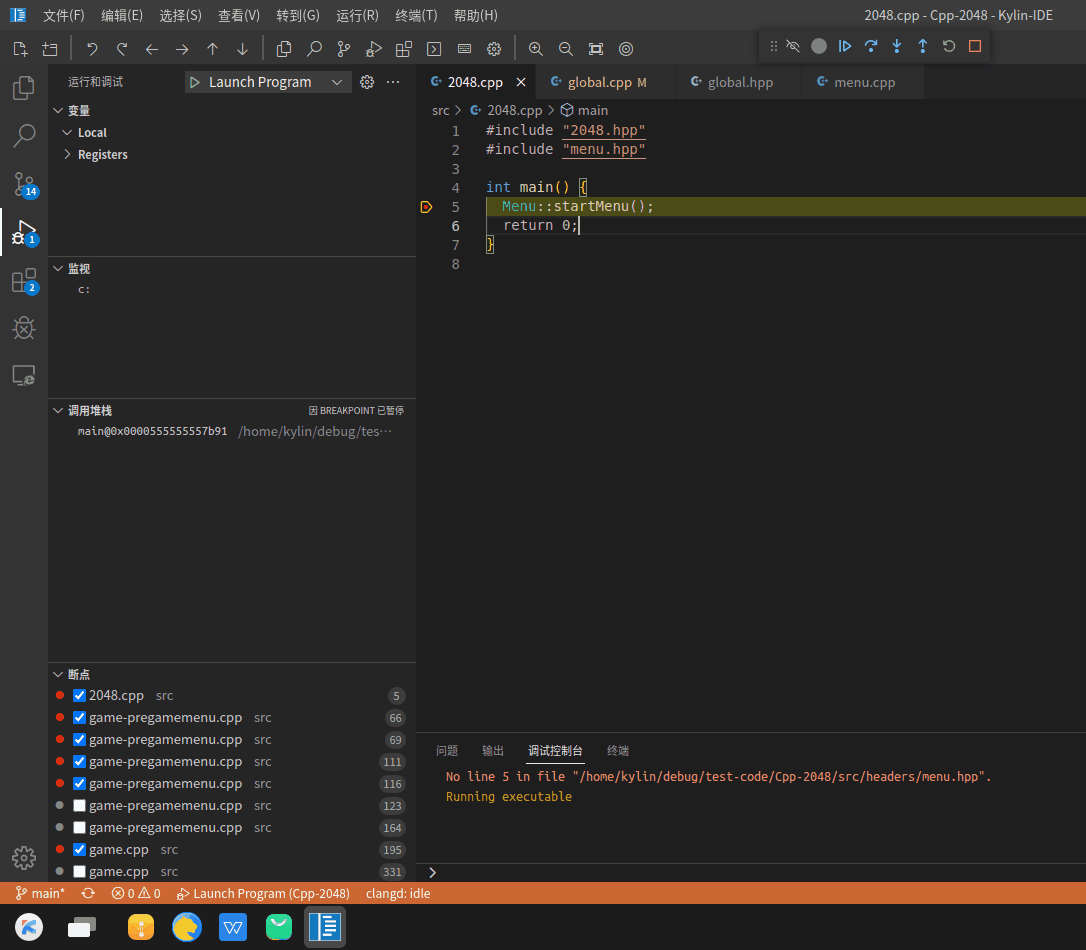 文件(F) 编辑(E) 选择(S) 查看(V) 转到(G) 运行(R) 终端(T) 帮助(H) 2048.cpp - Cpp-2048 - Kylin-IDE
运行和调试 Launch Program ···
变量
Local
Registers
监视
c:
调用堆栈 因 BREAKPOINT 已暂停
main@0x0000555555557b91 /home/kylin/debug/tes···
断点
2048.cpp src 5
game-pregamemenu.cpp src 66
game-pregamemenu.cpp src 69
game-pregamemenu.cpp src 111
game-pregamemenu.cpp src 116
game-pregamemenu.cpp src 123
game-pregamemenu.cpp src 164
game.cpp src 195
game.cpp src 331
14
1
2
2048.cpp global.cpp M global.hpp menu.cpp
src > 2048.cpp > main
1 #include "2048.hpp"
2 #include "menu.hpp"
3
4 int main() {
5 Menu::startMenu();
6 return 0;
7 }
8
问题 输出 调试控制台 终端
No line 5 in file "/home/kylin/debug/test-code/Cpp-2048/src/headers/menu.hpp".
Running executable
main* 0 0 Launch Program (Cpp-2048) clangd: idle